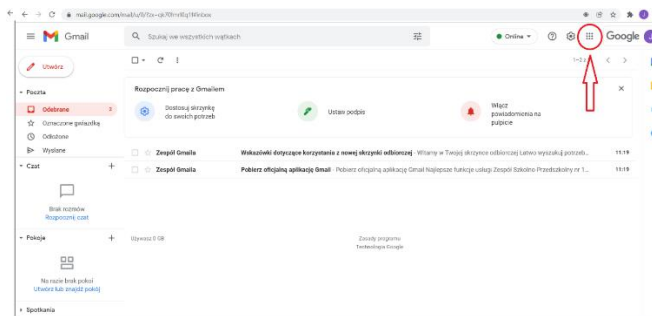 mail.google.com/mail/u/0/
Gmail
Szukaj we wszystkich wątkach
Online
Google
Utwórz
Poczta
Odebrane
Oznaczone gwiazdką
Odłożone
Wysłane
Czat
Brak rozmów
Rozpocznij czat
Pokoje
Na razie brak pokoi
Utwórz lub znajdź pokój
Spotkania
Rozpocznij pracę z Gmailem
Dostosuj skrzynkę
do swoich potrzeb
Ustaw podpis
Włącz
powiadomienia na
pulpicie
Zespół Gmaila Wskazówki dotyczące korzystania z nowej skrzynki odbiorczej - Witamy w Twojej skrzynce odbiorczej Łatwo wyszukuj potrzeb... 11:19
Zespół Gmaila Pobierz oficjalną aplikację Gmail - Pobierz oficjalną aplikację Gmail Najlepsze funkcje usługi Zespół Szkolno-Przedszkolny nr 1... 11:19
Używasz 0 GB
Zasady programu
Technologia Google